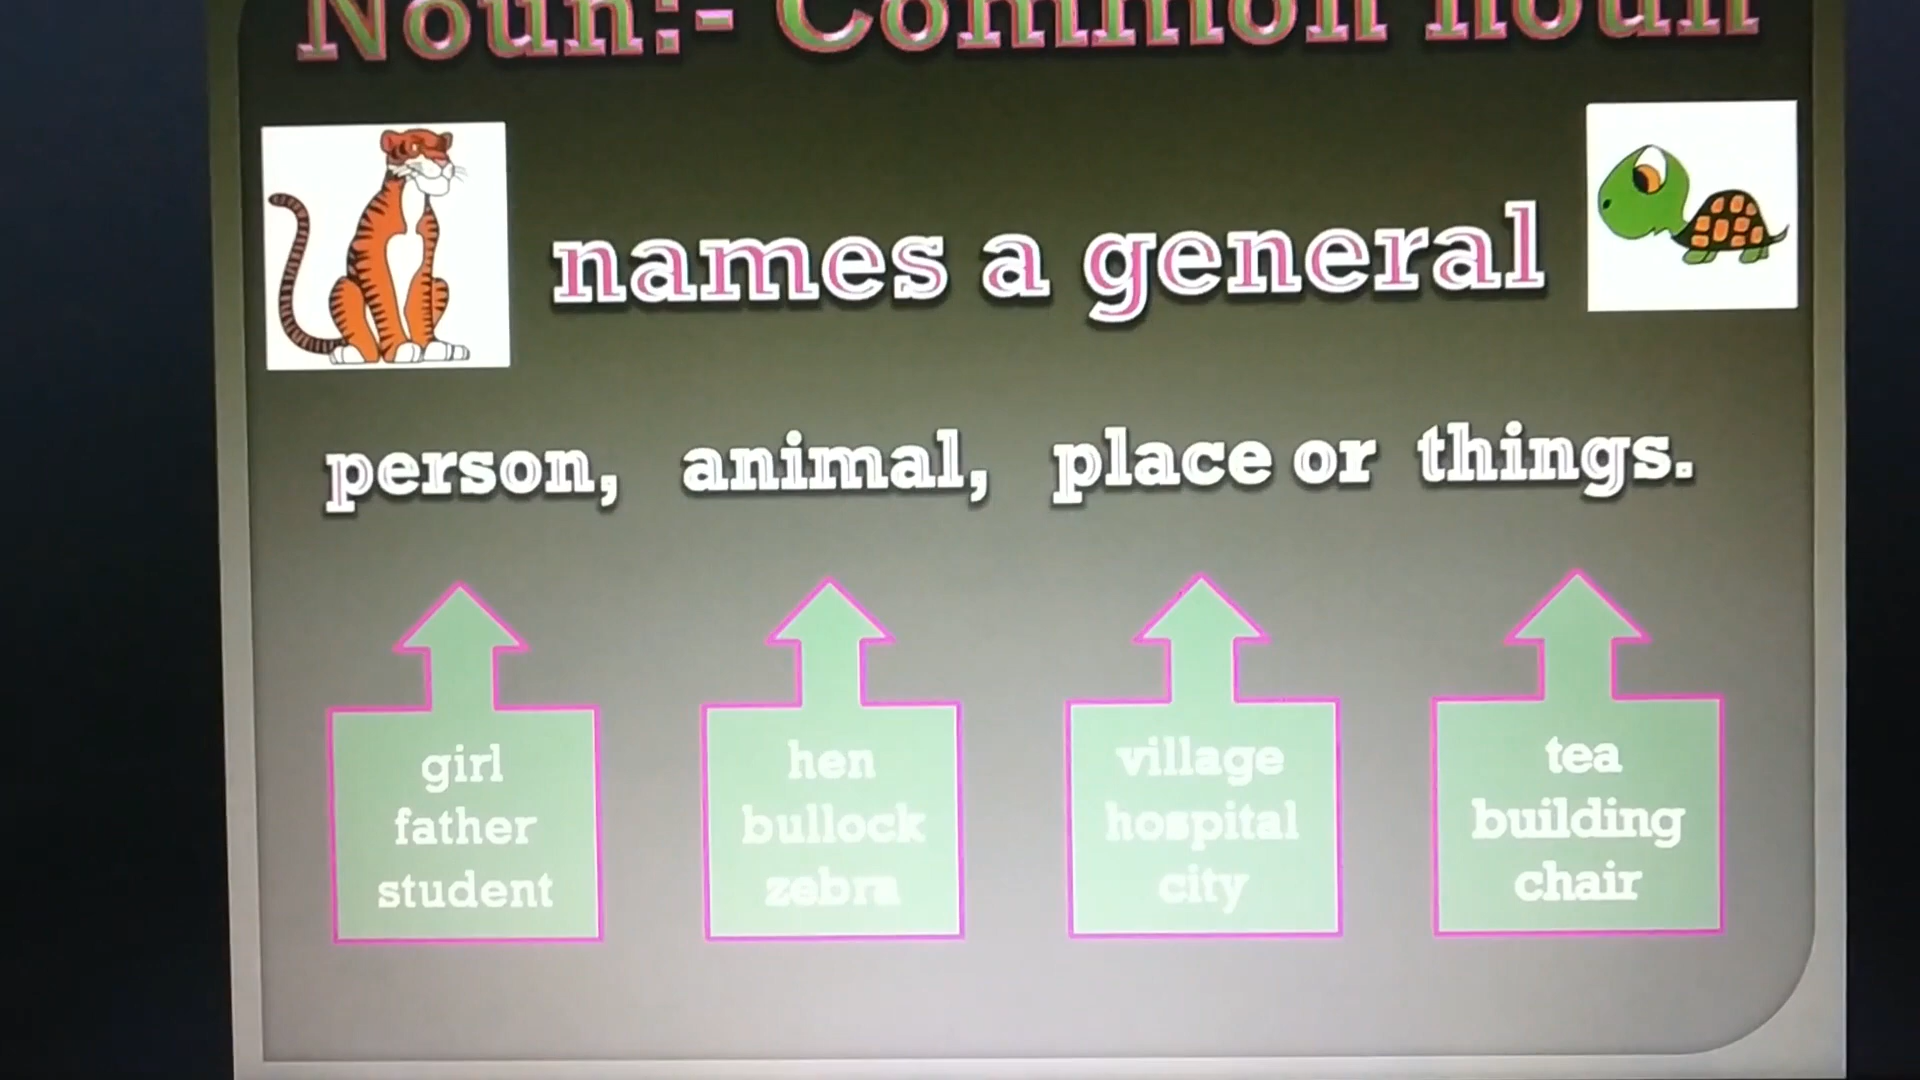 Noun:- Common noun
names a general
person, animal, place or things.
girl
father
student
hen
bullock
zebra
village
hospital
city
tea
building
chair